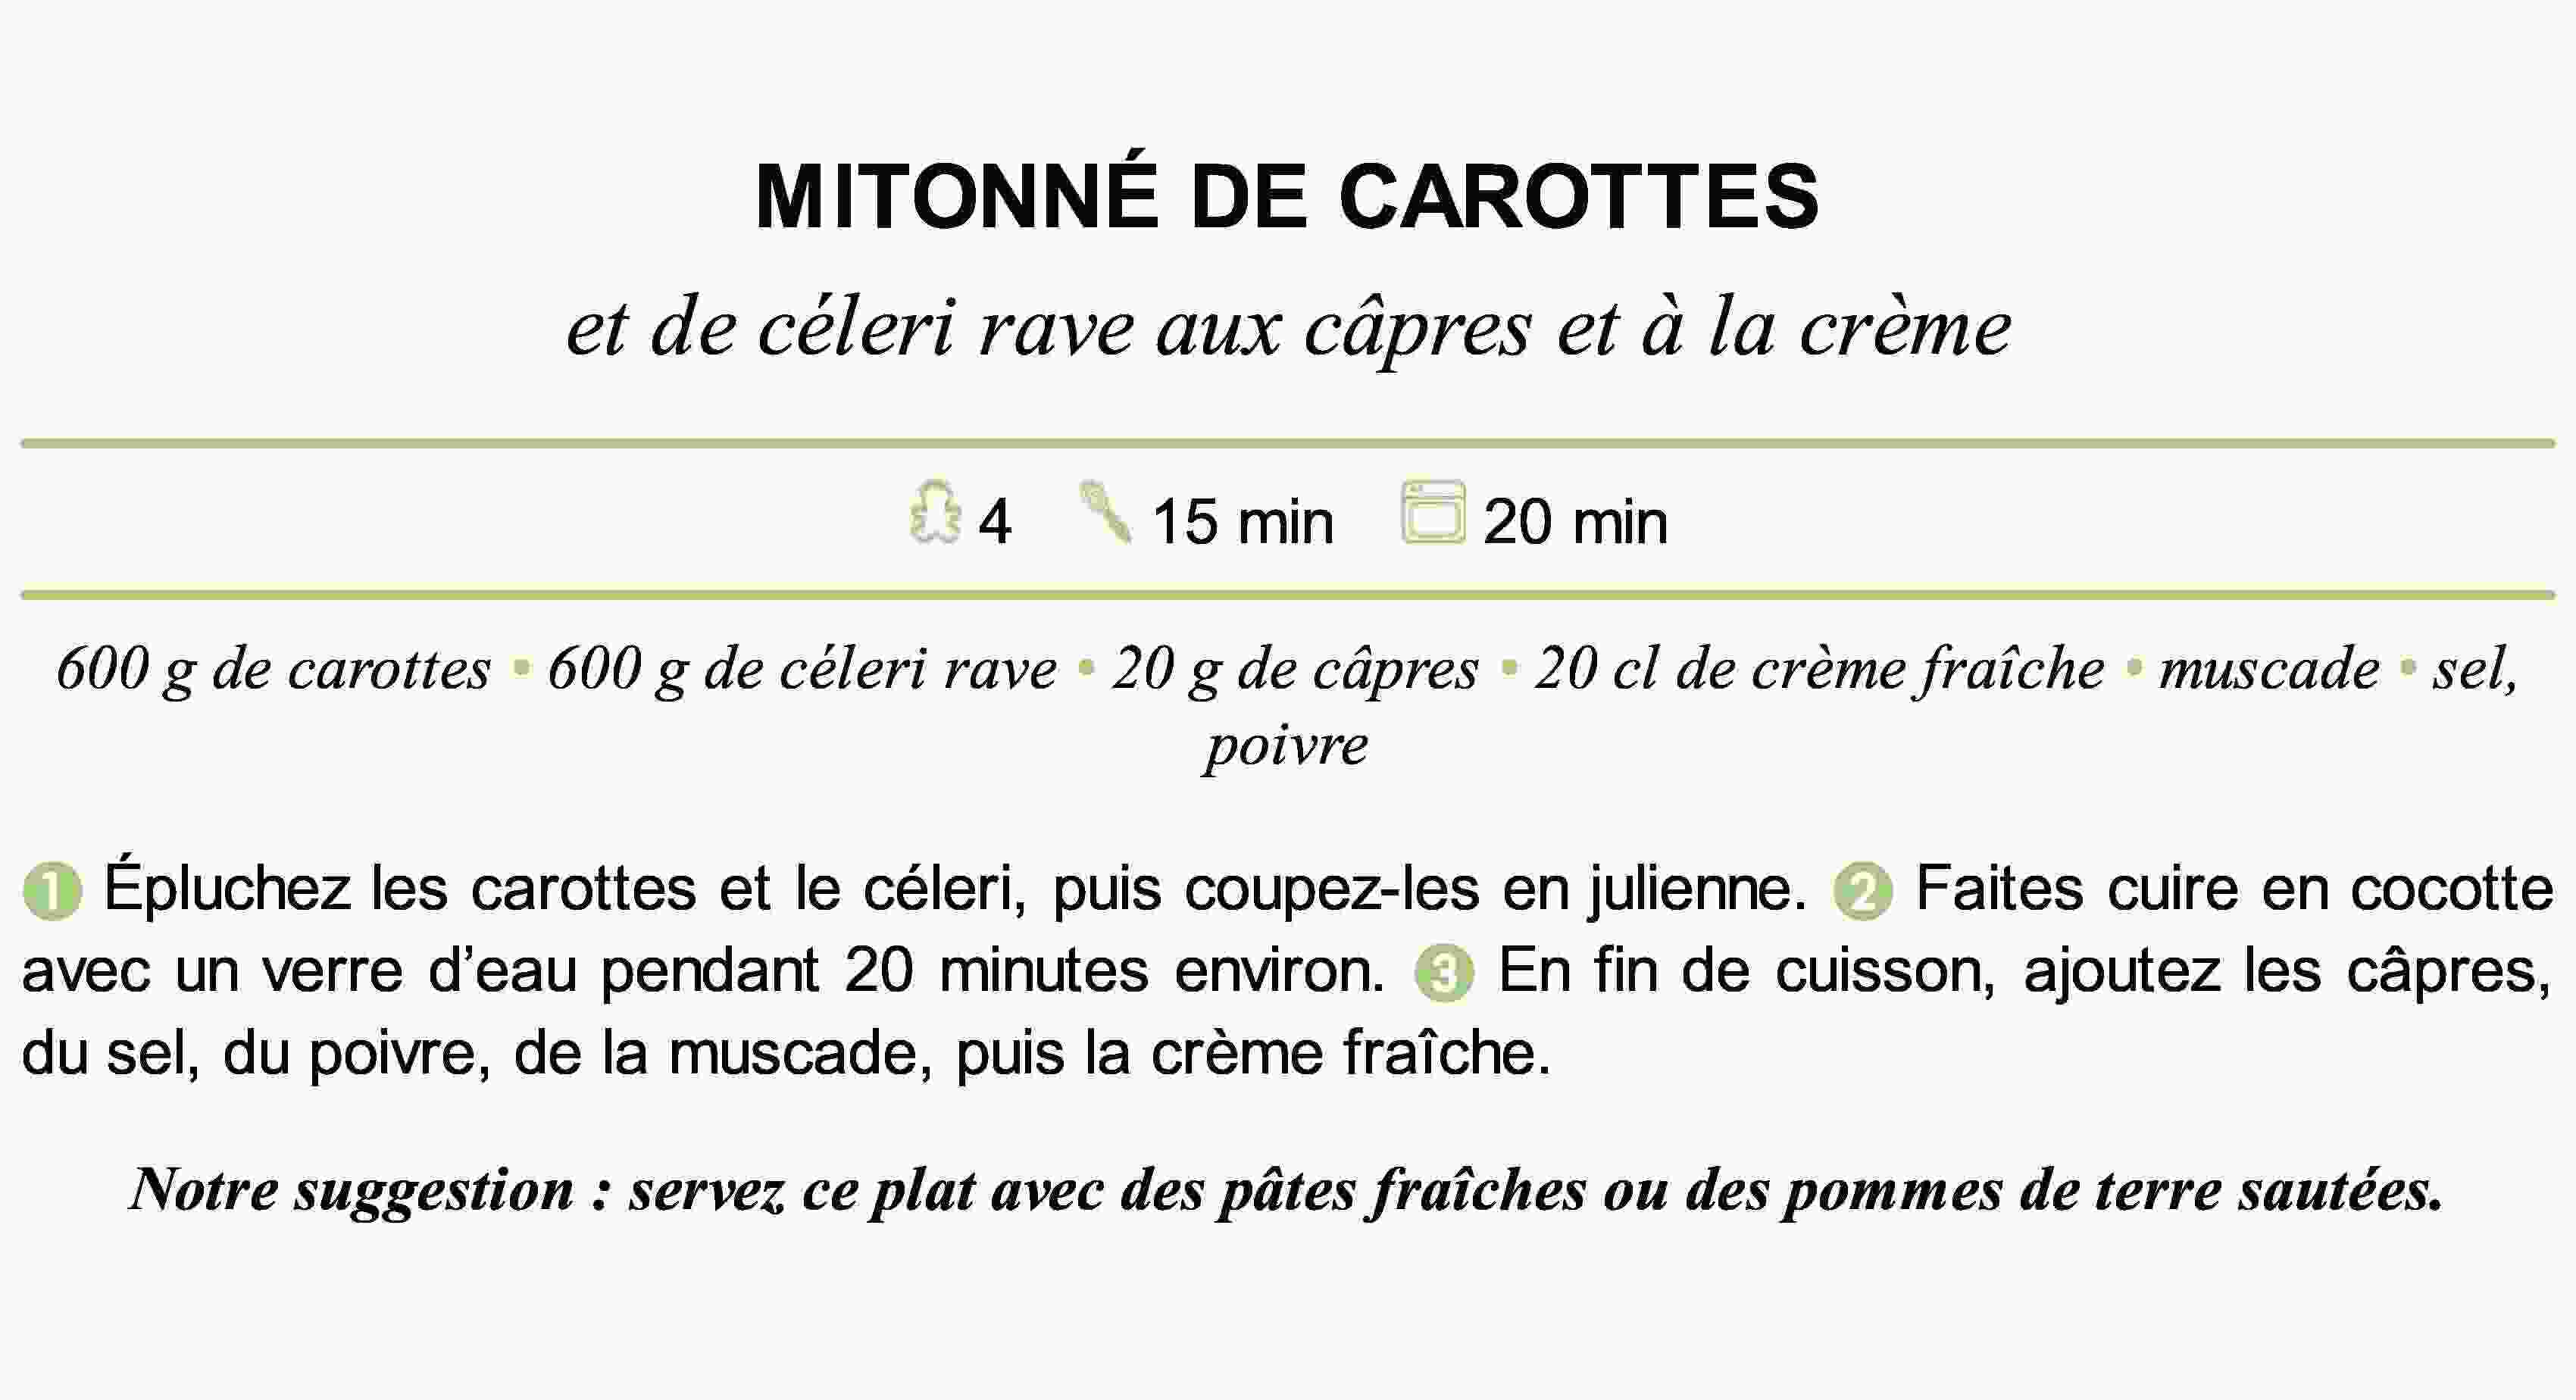 MITONNÉ DE CAROTTES
et de céleri rave aux câpres et à la crème
4 15 min 20 min
600 g de carottes • 600 g de céleri rave • 20 g de câpres • 20 cl de crème fraîche • muscade • sel,
poivre
1 Épluchez les carottes et le céleri, puis coupez-les en julienne. 2 Faites cuire en cocotte
avec un verre d’eau pendant 20 minutes environ. 3 En fin de cuisson, ajoutez les câpres,
du sel, du poivre, de la muscade, puis la crème fraîche.
Notre suggestion : servez ce plat avec des pâtes fraîches ou des pommes de terre sautées.